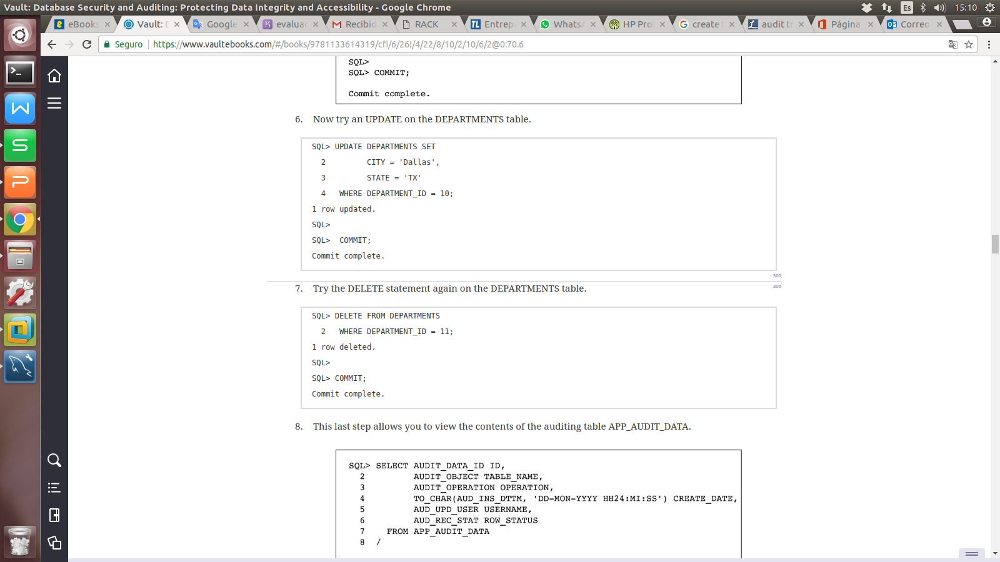 Vault: Database Security and Auditing: Protecting Data Integrity and Accessibility - Google Chrome
Es
15:10
eBooks
Vault: D
Google
evaluac
Recibid
RACK
Entrep
Whats
HP Pro
create
audit t
Página
Correo
Seguro
https://www.vaultebooks.com/#/books/9781133614319/cfi/6/26!/4/22/8/10/2/10/6/2@0:70.6
SQL>
SQL> COMMIT;
Commit complete.
6. Now try an UPDATE on the DEPARTMENTS table.
SQL> UPDATE DEPARTMENTS SET
2 CITY = 'Dallas',
3 STATE = 'TX'
4 WHERE DEPARTMENT_ID = 10;
1 row updated.
SQL>
SQL> COMMIT;
Commit complete.
305
306
7. Try the DELETE statement again on the DEPARTMENTS table.
SQL> DELETE FROM DEPARTMENTS
2 WHERE DEPARTMENT_ID = 11;
1 row deleted.
SQL>
SQL> COMMIT;
Commit complete.
8. This last step allows you to view the contents of the auditing table APP_AUDIT_DATA.
SQL> SELECT AUDIT_DATA_ID ID,
2 AUDIT_OBJECT TABLE_NAME,
3 AUDIT_OPERATION OPERATION,
4 TO_CHAR(AUD_INS_DTTM, 'DD-MON-YYYY HH24:MI:SS') CREATE_DATE,
5 AUD_UPD_USER USERNAME,
6 AUD_REC_STAT ROW_STATUS
7 FROM APP_AUDIT_DATA
8 /